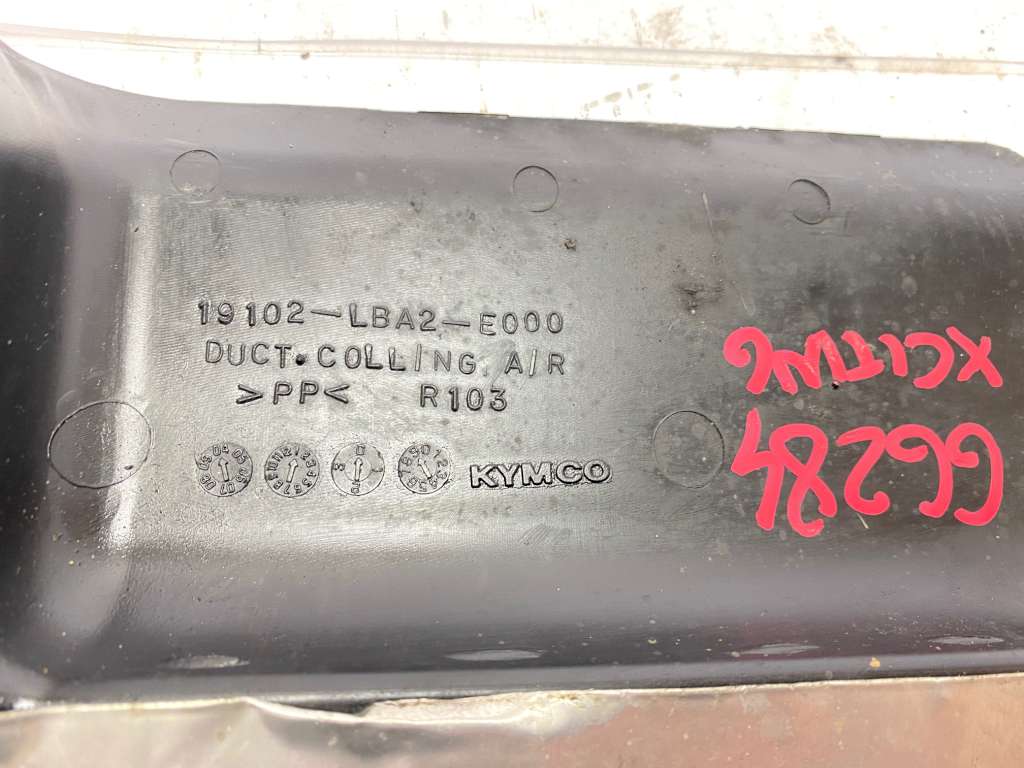 19102-LBA2-E000
DUCT. COLLING, A/R
>PP< R103
KYMCO
XCITING
GG284